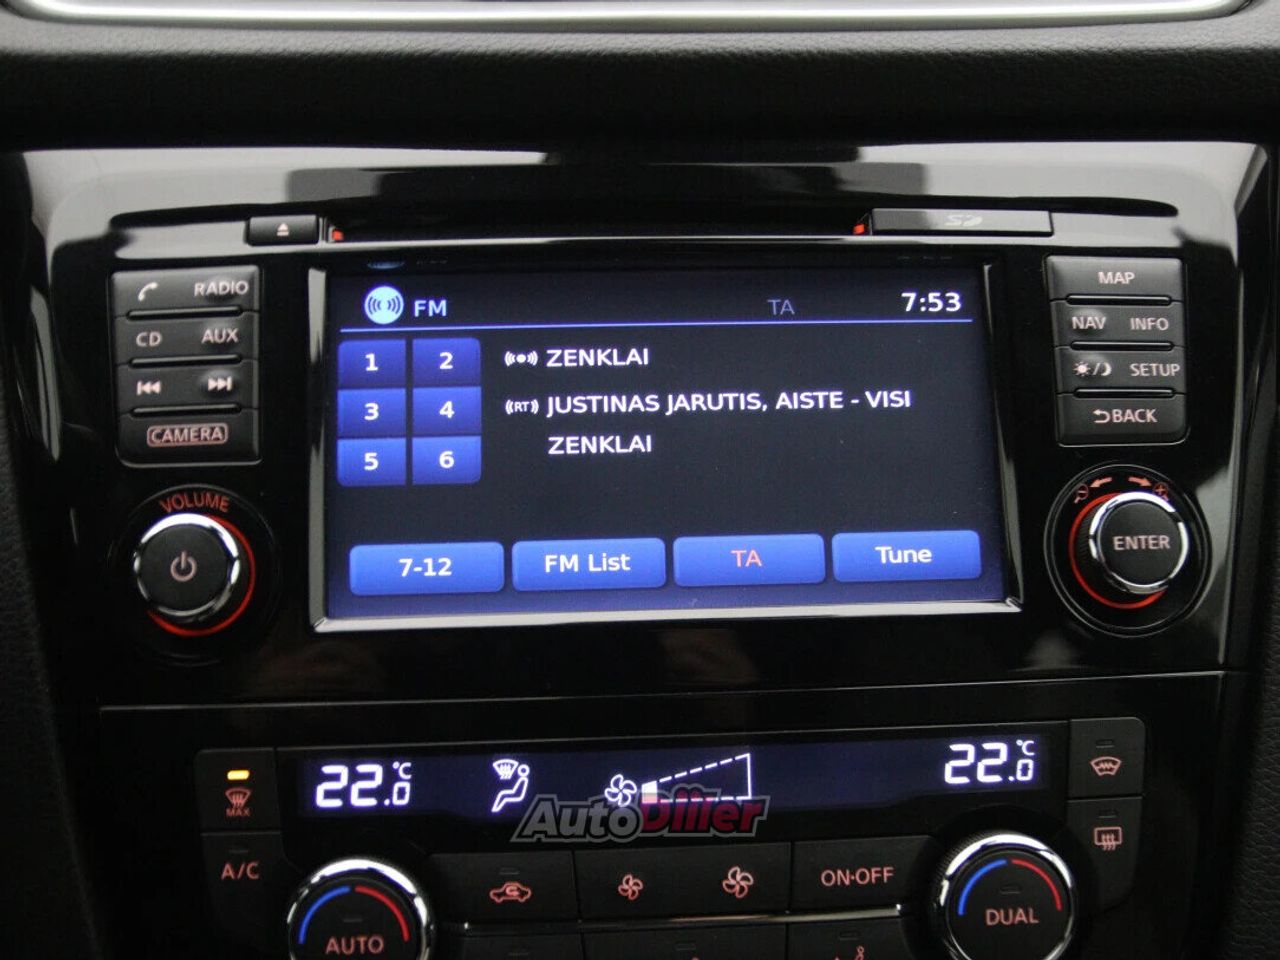 SD
RADIO
CD AUX
CAMERA
VOLUME
FM TA 7:53
1 2
3 4
5 6
ZENKLAI
(RT) JUSTINAS JARUTIS, AISTE - VISI
ZENKLAI
7-12 FM List TA Tune
MAP
NAV INFO
SETUP
BACK
ENTER
22.0 °C
22.0 °C
AutoDiler
MAX
A/C
AUTO
ON·OFF
DUAL